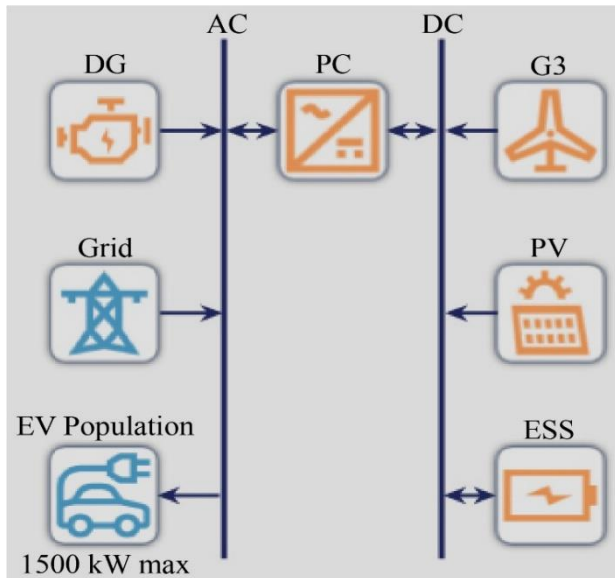 AC
DC
DG
PC
G3
Grid
PV
EV Population
ESS
1500 kW max